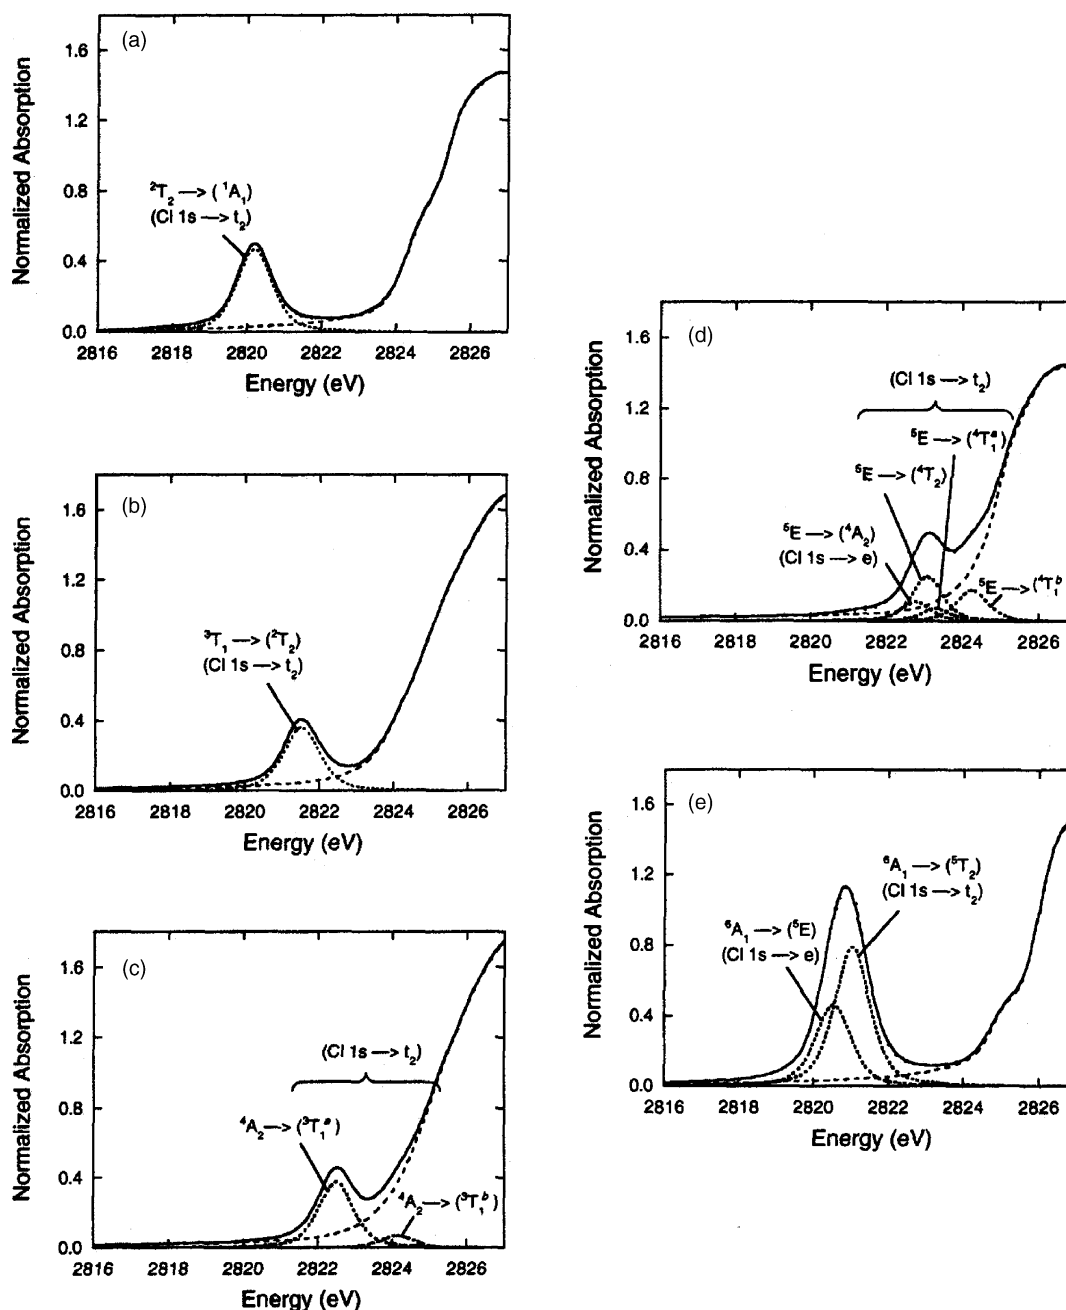 (a)
Normalized Absorption
1.6
1.2
0.8
0.4
0.0
²T₂ —> (¹A₁)
(Cl 1s —> t₂)
2816 2818 2820 2822 2824 2826
Energy (eV)
(b)
Normalized Absorption
1.6
1.2
0.8
0.4
0.0
³T₁ —> (²T₂)
(Cl 1s —> t₂)
2816 2818 2820 2822 2824 2826
Energy (eV)
(c)
Normalized Absorption
1.6
1.2
0.8
0.4
0.0
(Cl 1s —> t₂)
⁴A₂ —> (³T₁ᵃ)
⁴A₂ —> (³T₁ᵇ)
2816 2818 2820 2822 2824 2826
Energy (eV)
(d)
Normalized Absorption
1.6
1.2
0.8
0.4
0.0
(Cl 1s —> t₂)
⁵E —> (⁴T₁ᵃ)
⁵E —> (⁴T₂)
⁵E —> (⁴A₂)
(Cl 1s —> e)
⁵E —> (⁴T₁ᵇ
2816 2818 2820 2822 2824 2826
Energy (eV)
(e)
Normalized Absorption
1.6
1.2
0.8
0.4
0.0
⁶A₁ —> (⁵T₂)
(Cl 1s —> t₂)
⁶A₁ —> (⁵E)
(Cl 1s —> e)
2816 2818 2820 2822 2824 2826
Energy (eV)